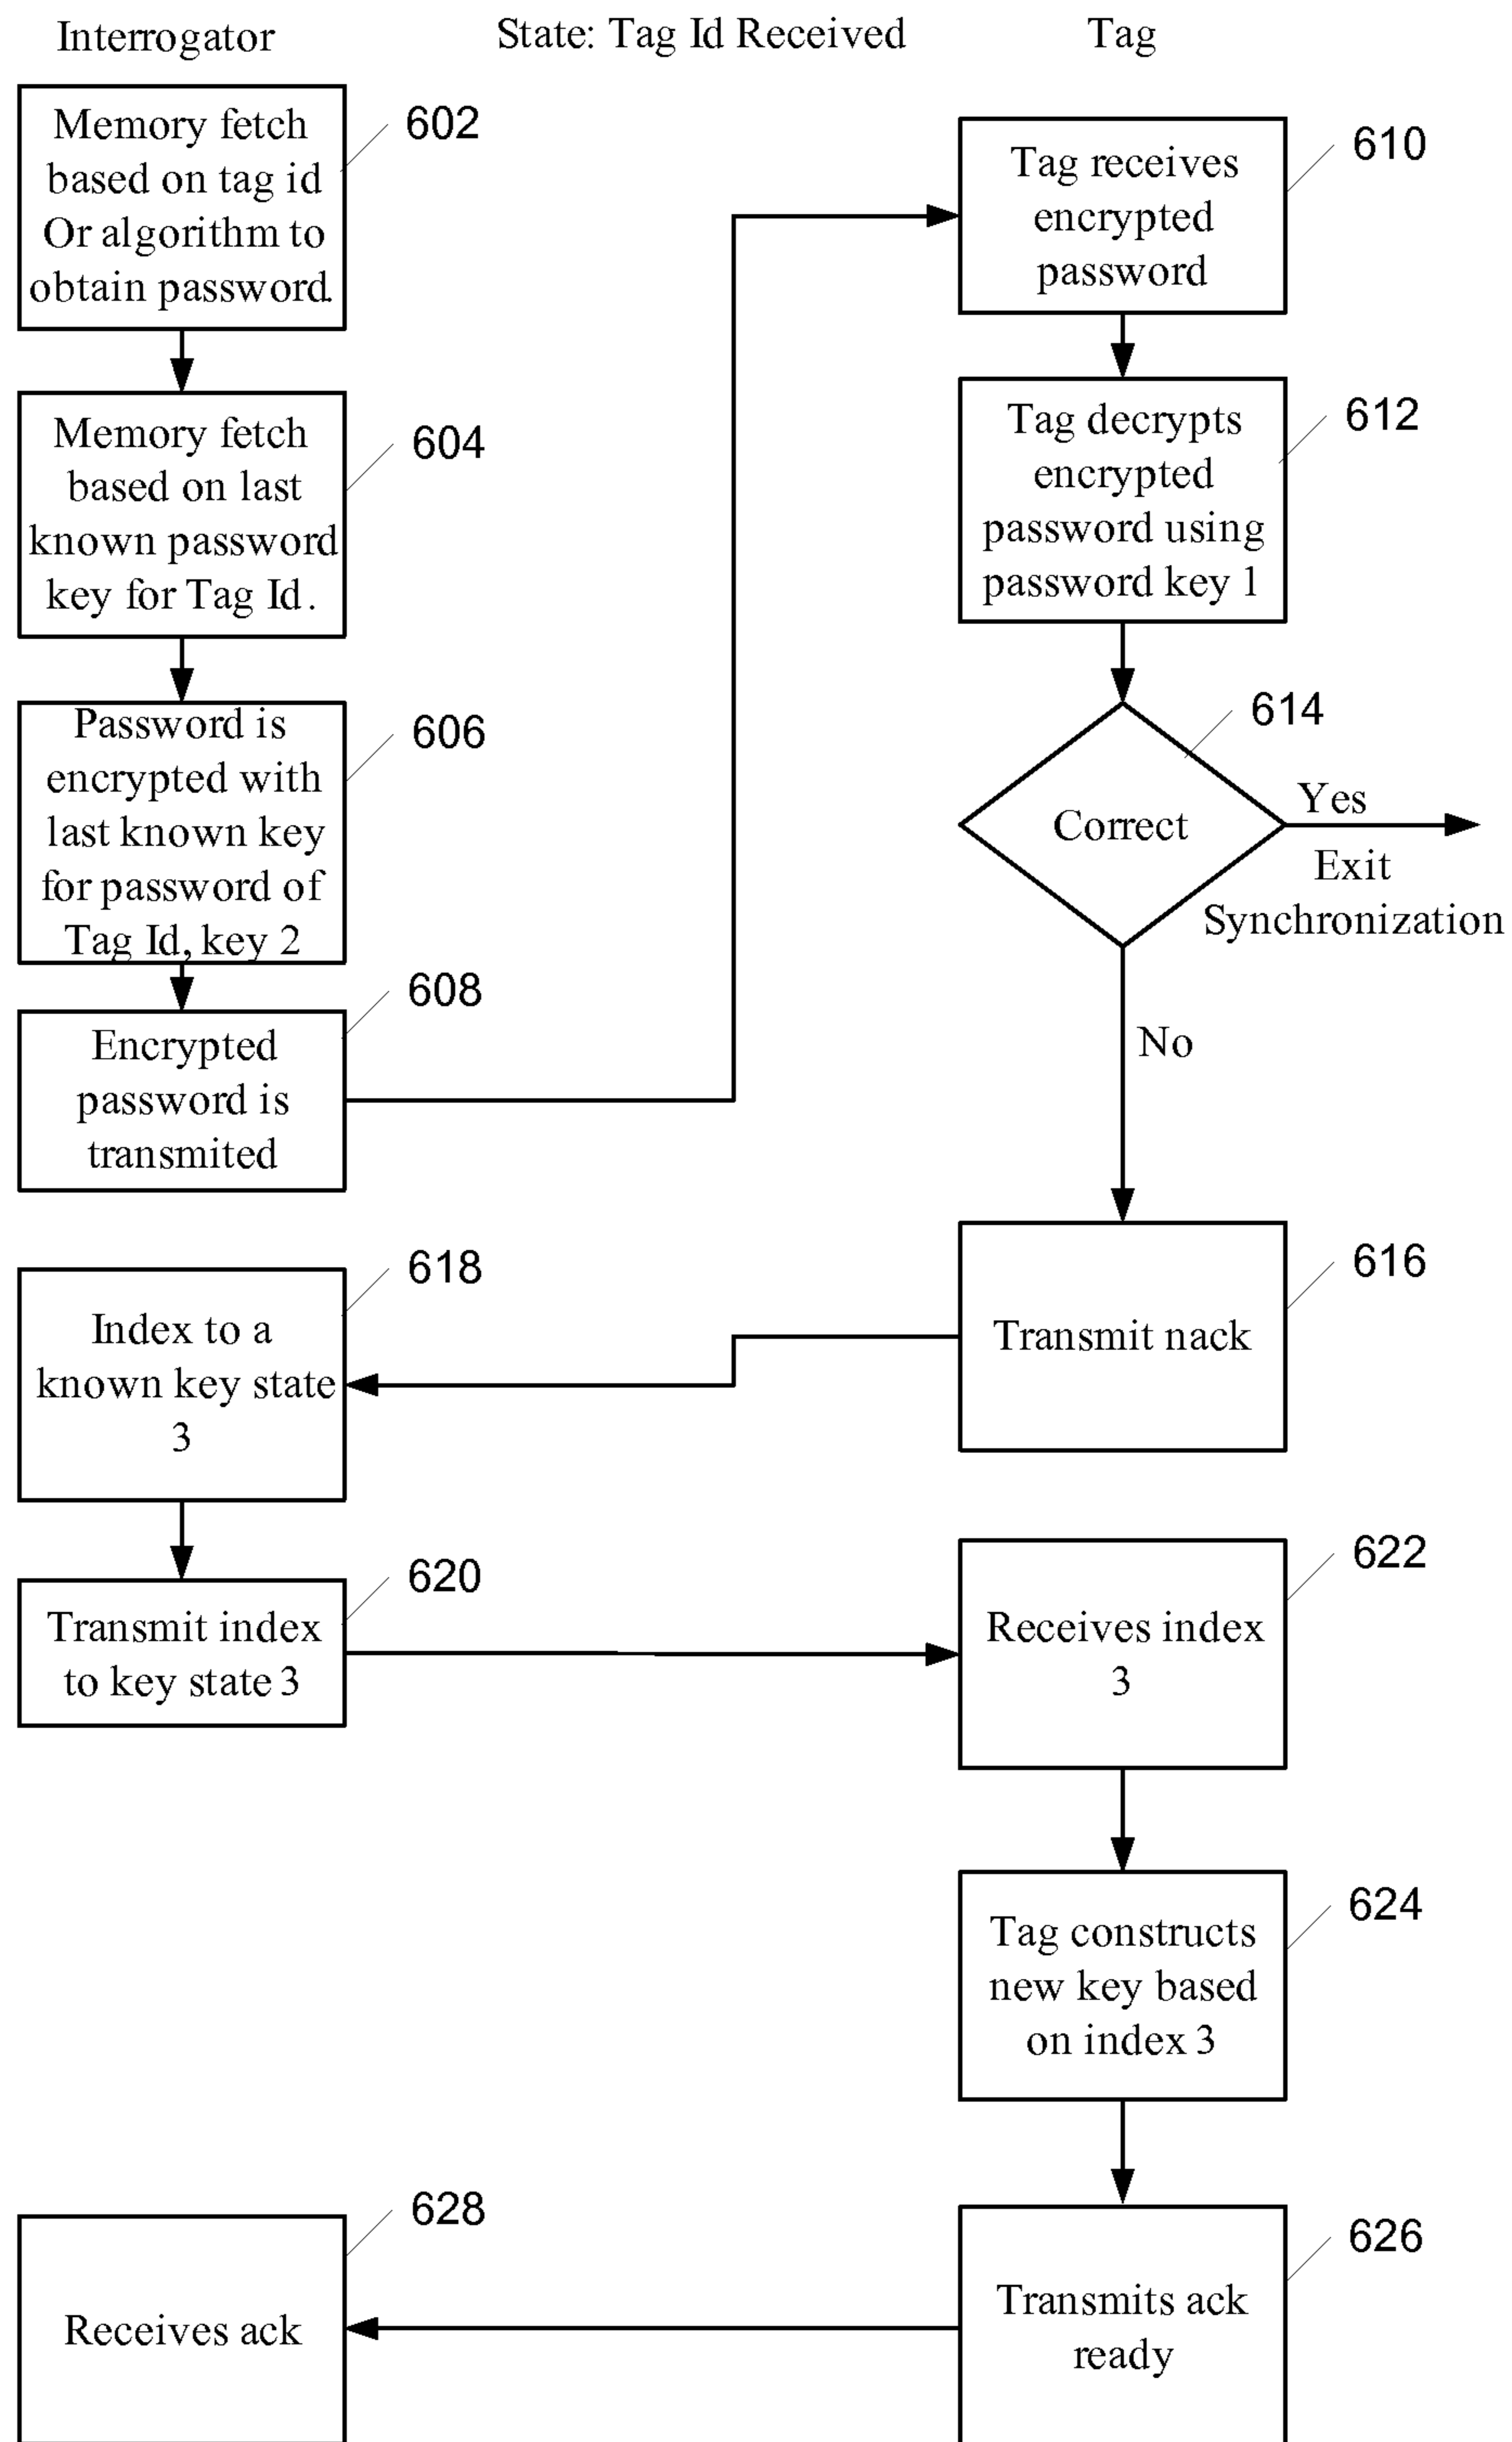 Interrogator
State: Tag Id Received
Tag
Memory fetch
based on tag id
Or algorithm to
obtain password.
602
Memory fetch
based on last
known password
key for Tag Id.
604
Password is
encrypted with
last known key
for password of
Tag Id, key 2
606
Encrypted
password is
transmited
608
Tag receives
encrypted
password
610
Tag decrypts
encrypted
password using
password key 1
612
Correct
614
Yes
Exit
Synchronization
No
Transmit nack
616
Index to a
known key state
3
618
Transmit index
to key state 3
620
Receives index
3
622
Tag constructs
new key based
on index 3
624
Transmits ack
ready
626
Receives ack
628